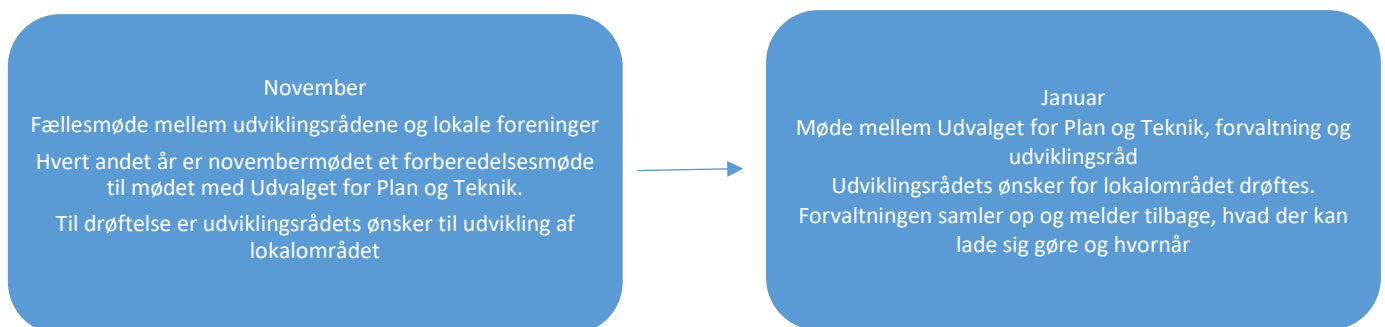 November
Fællesmøde mellem udviklingsrådene og lokale foreninger
Hvert andet år er novembermødet et forberedelsesmøde
til mødet med Udvalget for Plan og Teknik.
Til drøftelse er udviklingsrådets ønsker til udvikling af
lokalområdet
Januar
Møde mellem Udvalget for Plan og Teknik, forvaltning og
udviklingsråd
Udviklingsrådets ønsker for lokalområdet drøftes.
Forvaltningen samler op og melder tilbage, hvad der kan
lade sig gøre og hvornår